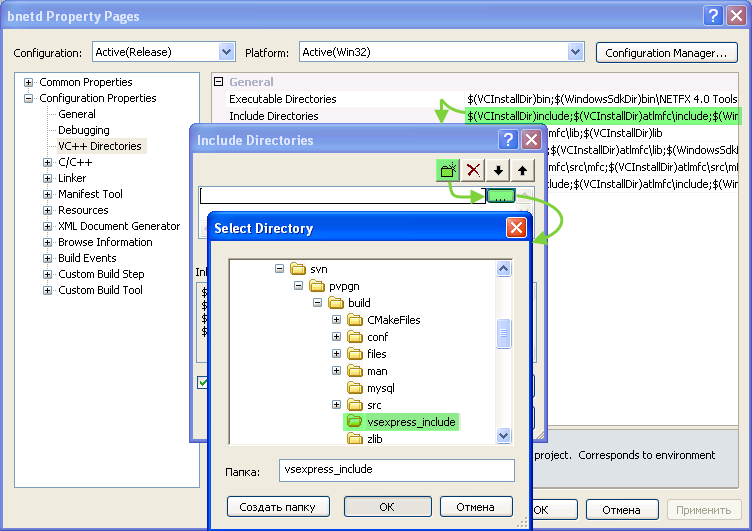 bnetd Property Pages
Configuration: Active(Release) Platform: Active(Win32) Configuration Manager...
Common Properties
Configuration Properties
General
Debugging
VC++ Directories
C/C++
Linker
Manifest Tool
Resources
XML Document Generator
Browse Information
Build Events
Custom Build Step
Custom Build Tool
General
Executable Directories $(VCInstallDir)bin;$(WindowsSdkDir)bin\NETFX 4.0 Tools
Include Directories $(VCInstallDir)include;$(VCInstallDir)atlmfc\include;$(Win
atlmfc\lib;$(VCInstallDir)lib
atlmfc\lib;$(VCInstallDir)lib;$(WindowsSdk
src\mfc;$(VCInstallDir)atlmfc\src\m
include;$(VCInstallDir)atlmfc\include;$(Win
Include Directories
...
Select Directory
svn
pvpgn
build
CMakeFiles
conf
files
man
mysql
src
vsexpress_include
zlib
Папка: vsexpress_include
Создать папку OK Отмена
project. Corresponds to environment
OK Отмена Применить